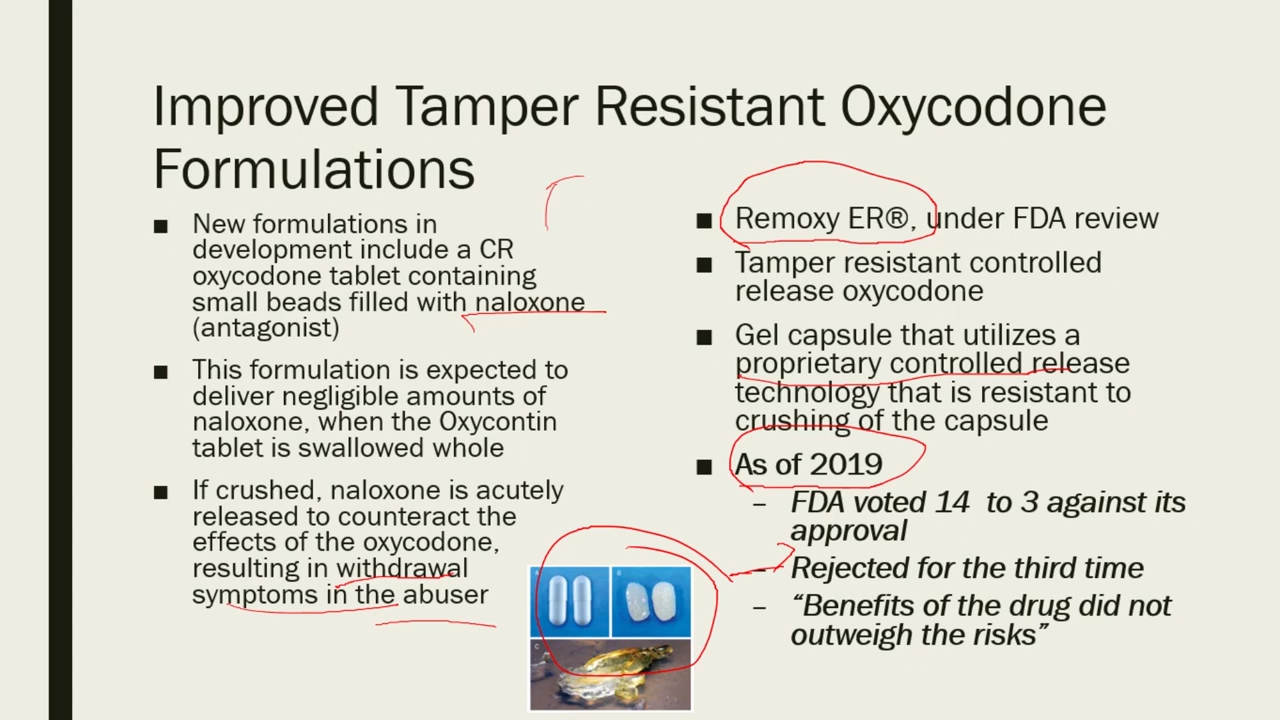 Improved Tamper Resistant Oxycodone
Formulations
■ New formulations in
development include a CR
oxycodone tablet containing
small beads filled with naloxone
(antagonist)
■ This formulation is expected to
deliver negligible amounts of
naloxone, when the Oxycontin
tablet is swallowed whole
■ If crushed, naloxone is acutely
released to counteract the
effects of the oxycodone,
resulting in withdrawal
symptoms in the abuser
■ Remoxy ER®, under FDA review
■ Tamper resistant controlled
release oxycodone
■ Gel capsule that utilizes a
proprietary controlled release
technology that is resistant to
crushing of the capsule
■ As of 2019
– FDA voted 14  to 3 against its
approval
– Rejected for the third time
– “Benefits of the drug did not
outweigh the risks”
A
B
C